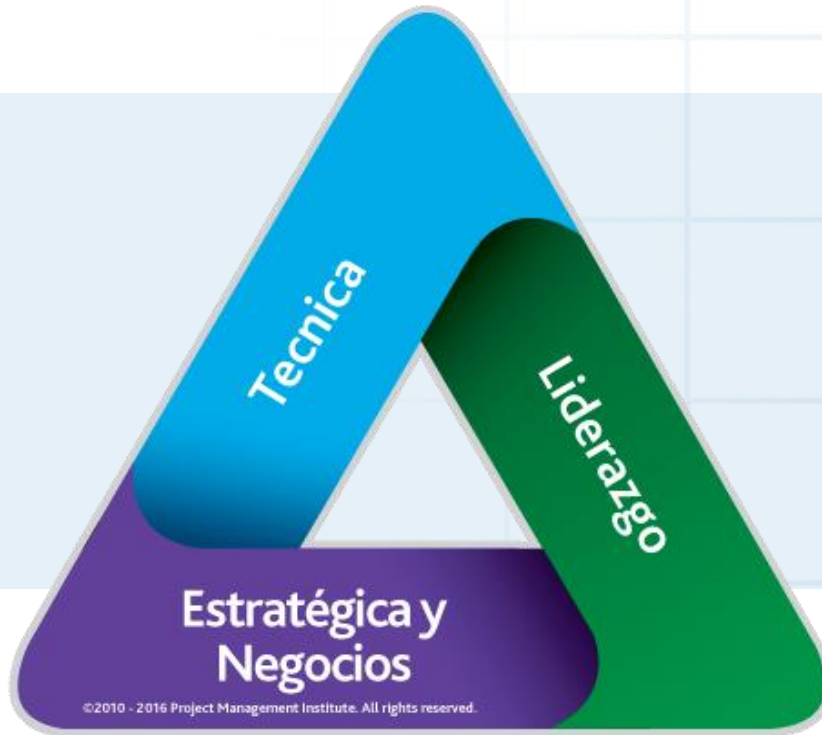 Tecnica
Liderazgo
Estratégica y
Negocios
©2010 - 2016 Project Management Institute. All rights reserved.